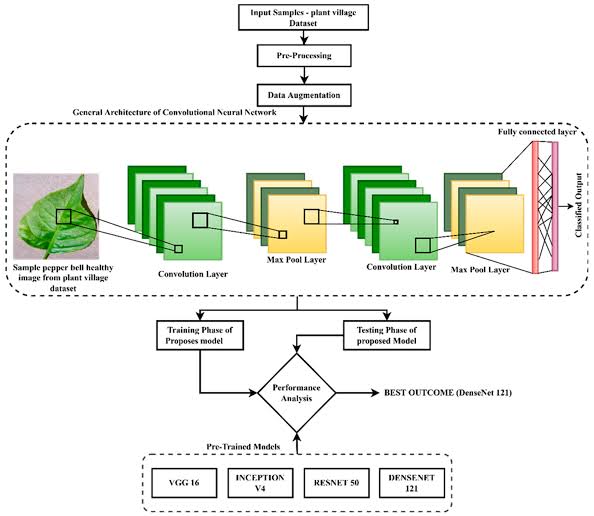 Input Samples - plant village
Dataset
Pre-Processing
Data Augmentation
General Architecture of Convolutional Neural Network
Fully connected layer
Sample pepper bell healthy
image from plant village
dataset
Convolution Layer
Max Pool Layer
Convolution Layer
Max Pool Layer
Classified Output
Training Phase of
Proposes model
Testing Phase of
proposed Model
Performance
Analysis
BEST OUTCOME (DenseNet 121)
Pre-Trained Models
VGG 16
INCEPTION
V4
RESNET 50
DENSENET
121